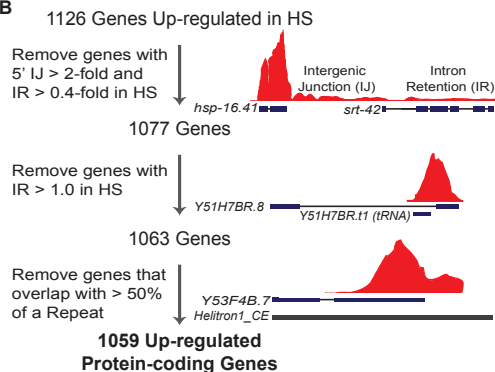 B
1126 Genes Up-regulated in HS
Remove genes with
5' IJ > 2-fold and
IR > 0.4-fold in HS
Intergenic
Junction (IJ)
Intron
Retention (IR)
hsp-16.41
srt-42
1077 Genes
Remove genes with
IR > 1.0 in HS
Y51H7BR.8
Y51H7BR.t1 (tRNA)
1063 Genes
Remove genes that
overlap with > 50%
of a Repeat
Y53F4B.7
Helitron1_CE
1059 Up-regulated
Protein-coding Genes